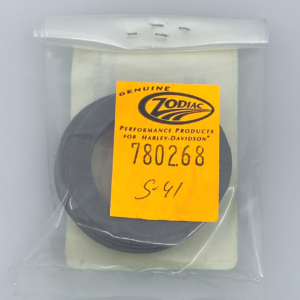 GENUINE
ZODIAC
PERFORMANCE PRODUCTS
FOR HARLEY-DAVIDSON®
780268
S-41